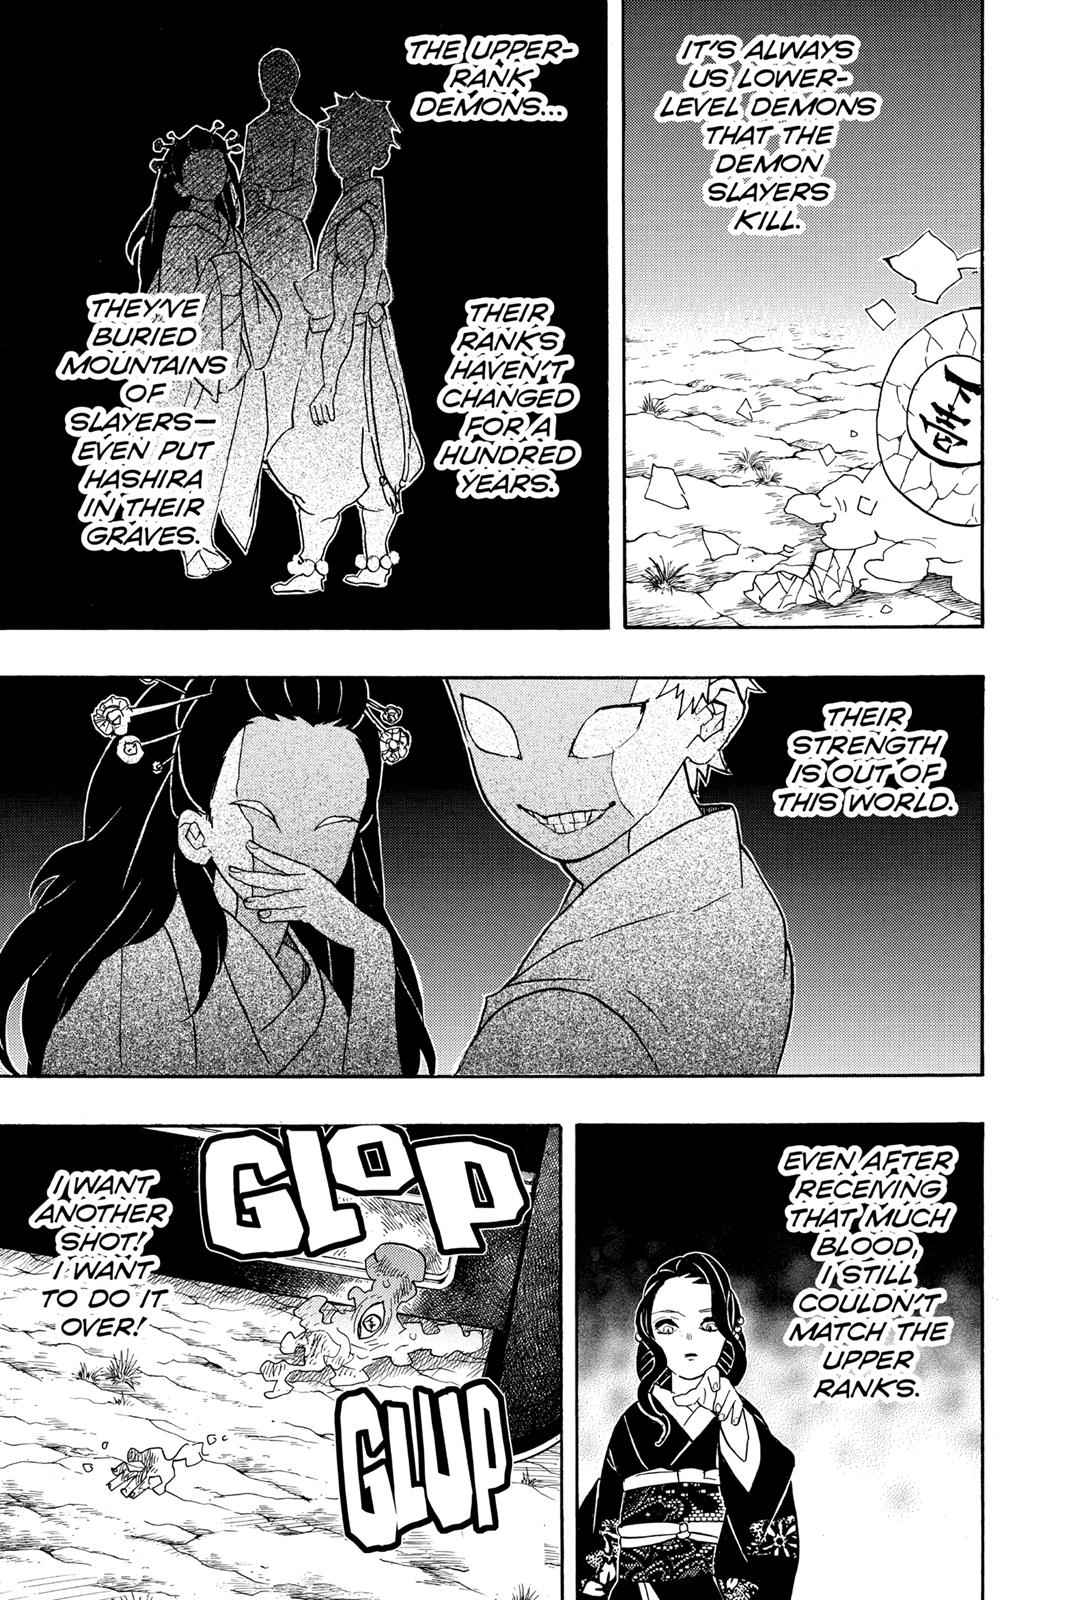 IT'S ALWAYS
US LOWER-
LEVEL DEMONS
THAT THE
DEMON
SLAYERS
KILL.
THE UPPER-
RANK
DEMONS...
THEIR
RANKS
HAVEN'T
CHANGED
FOR A
HUNDRED
YEARS.
THEY'VE
BURIED
MOUNTAINS
OF
SLAYERS—
EVEN PUT
HASHIRA
IN THEIR
GRAVES.
THEIR
STRENGTH
IS OUT OF
THIS WORLD.
EVEN AFTER
RECEIVING
THAT MUCH
BLOOD,
I STILL
COULDN'T
MATCH THE
UPPER
RANKS.
GLOP
I WANT
ANOTHER
SHOT!
I WANT
TO DO IT
OVER!
GLUP